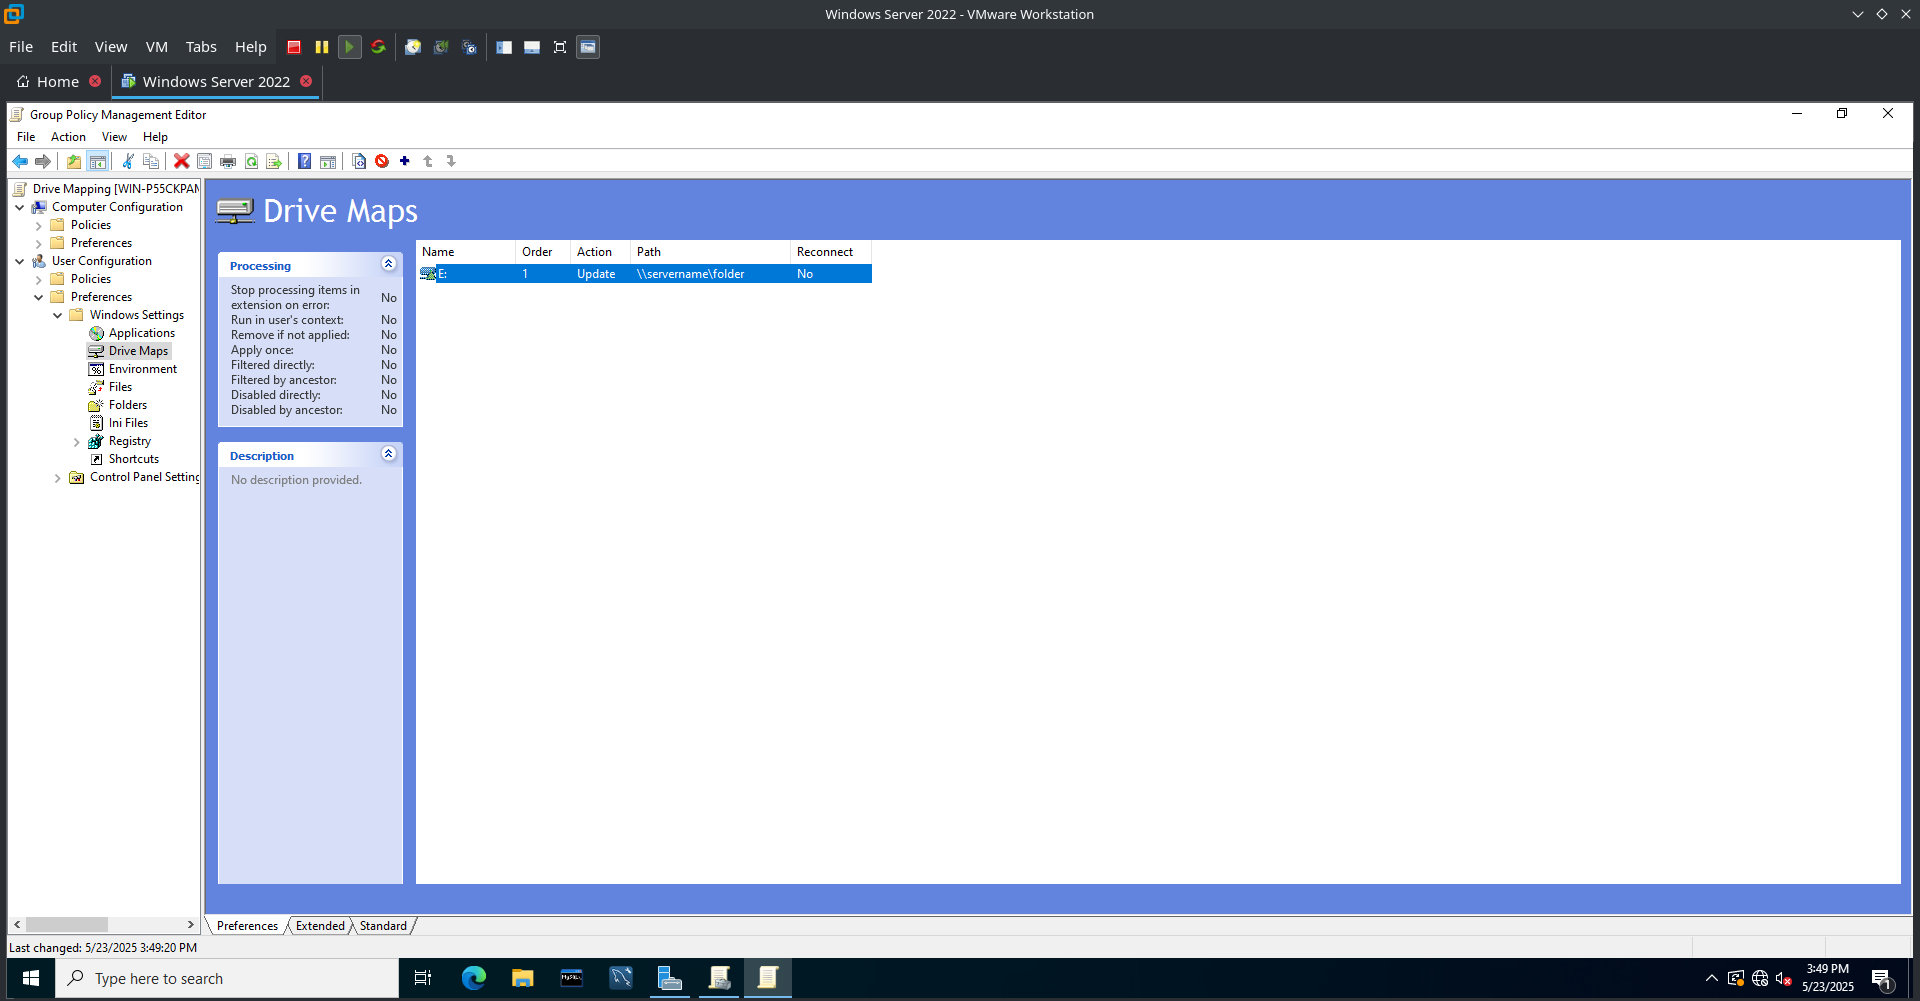 Windows Server 2022 - VMware Workstation
File Edit View VM Tabs Help
Home Windows Server 2022
Group Policy Management Editor
File Action View Help
Drive Mapping [WIN-P55CKPAM
Computer Configuration
Policies
Preferences
User Configuration
Policies
Preferences
Windows Settings
Applications
Drive Maps
Environment
Files
Folders
Ini Files
Registry
Shortcuts
Control Panel Setting
Drive Maps
Processing
Stop processing items in
extension on error: No
Run in user's context: No
Remove if not applied: No
Apply once: No
Filtered directly: No
Filtered by ancestor: No
Disabled directly: No
Disabled by ancestor: No
Description
No description provided.
Name Order Action Path Reconnect
E: 1 Update \\servername\folder No
Preferences Extended Standard
Last changed: 5/23/2025 3:49:20 PM
Type here to search
MySQL
3:49 PM
5/23/2025
1